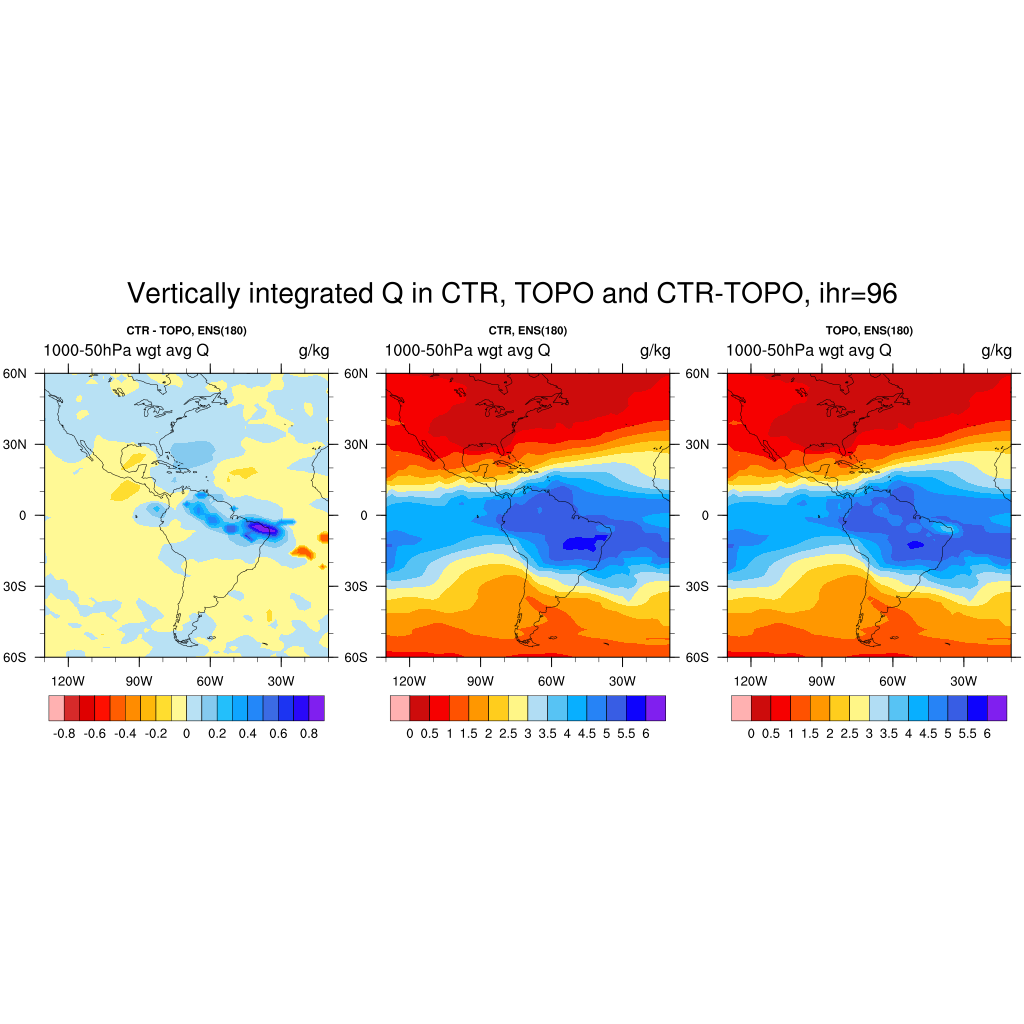 Vertically integrated Q in CTR, TOPO and CTR-TOPO, ihr=96
CTR - TOPO, ENS(180)
1000-50hPa wgt avg Q g/kg
60N
30N
0
30S
60S
120W 90W 60W 30W
-0.8 -0.6 -0.4 -0.2 0 0.2 0.4 0.6 0.8
CTR, ENS(180)
1000-50hPa wgt avg Q g/kg
60N
30N
0
30S
60S
120W 90W 60W 30W
0 0.5 1 1.5 2 2.5 3 3.5 4 4.5 5 5.5 6
TOPO, ENS(180)
1000-50hPa wgt avg Q g/kg
60N
30N
0
30S
60S
120W 90W 60W 30W
0 0.5 1 1.5 2 2.5 3 3.5 4 4.5 5 5.5 6